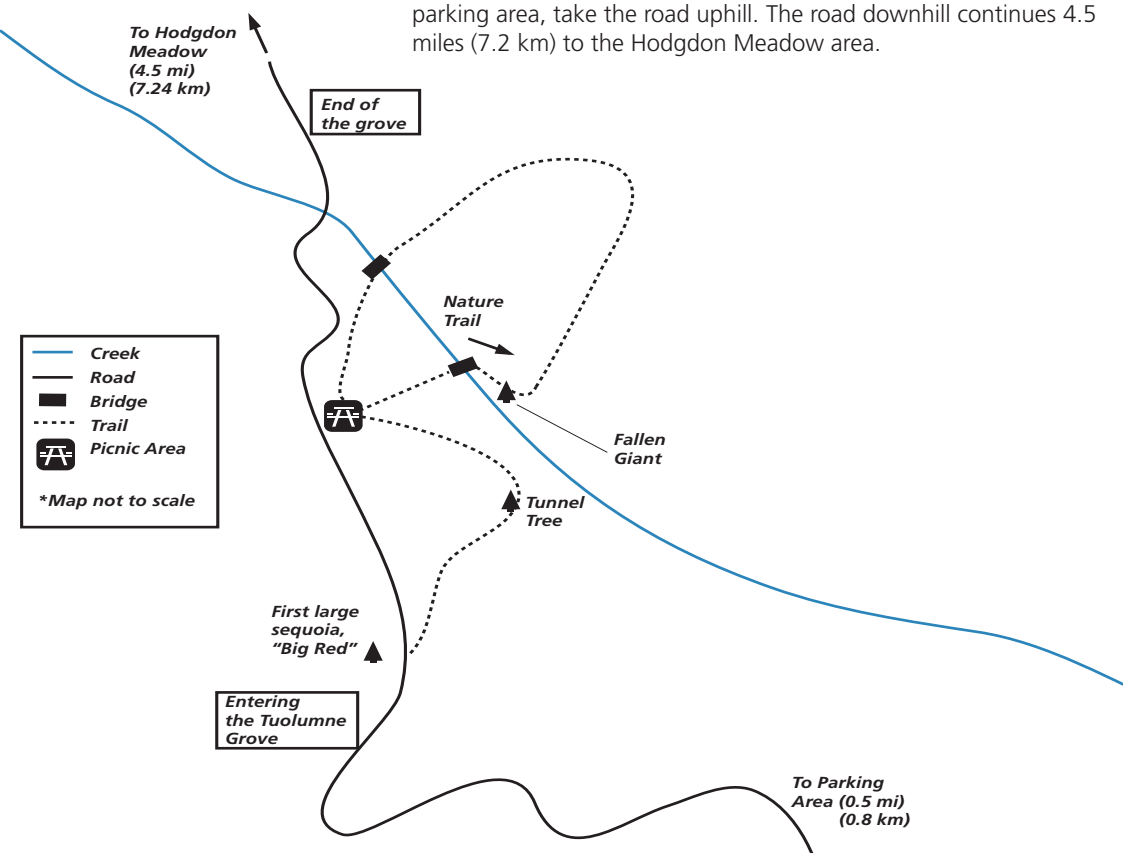 parking area, take the road uphill. The road downhill continues 4.5
miles (7.2 km) to the Hodgdon Meadow area.
To Hodgdon
Meadow
(4.5 mi)
(7.24 km)
End of
the grove
Nature
Trail
Creek
Road
Bridge
Trail
Picnic Area
*Map not to scale
Fallen
Giant
Tunnel
Tree
First large
sequoia,
“Big Red”
Entering
the Tuolumne
Grove
To Parking
Area (0.5 mi)
(0.8 km)